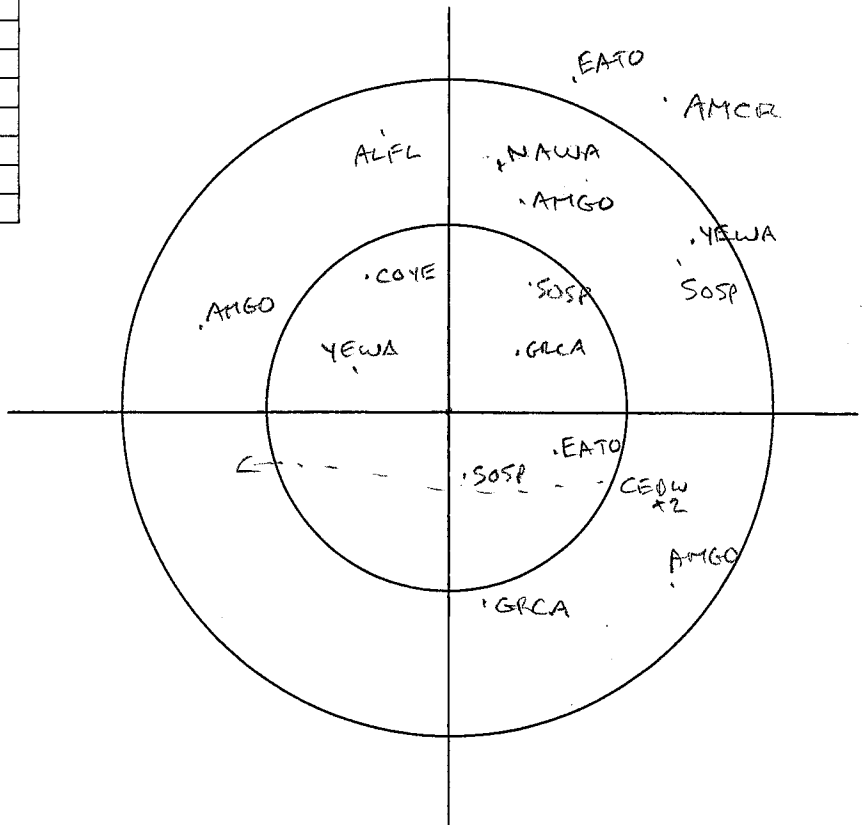 EATO
AMCR
ALFL
NAWA
AMGO
YEWA
COYE
SOSP
SOSP
AMGO
YEWA
GRCA
EATO
SOSP
CEDW
x2
AMGO
GRCA